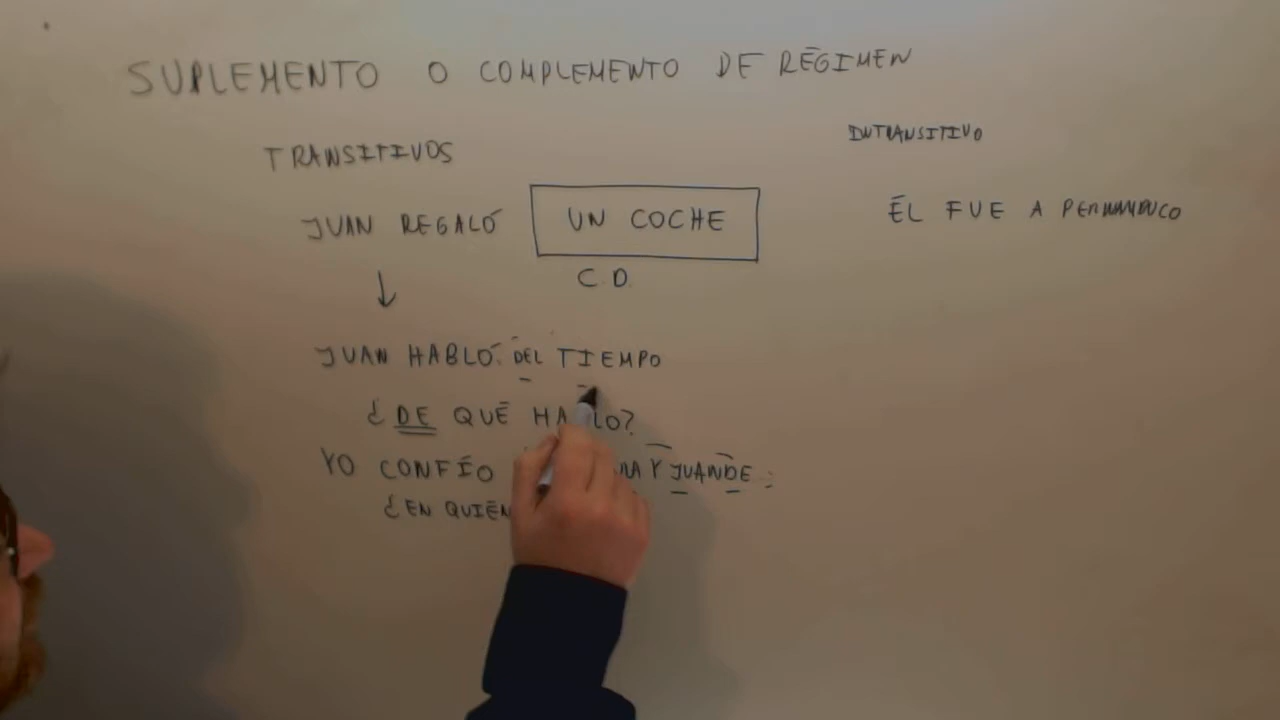 SUPLEMENTO O COMPLEMENTO DE RÉGIMEN
TRANSITIVOS
INTRANSITIVO
JUAN REGALÓ UN COCHE
ÉL FUE A PERNAMBUCO
C.D.
JUAN HABLÓ DEL TIEMPO
¿DE QUÉ
YO CONFÍO Y JUANDE
¿EN QUIÉN